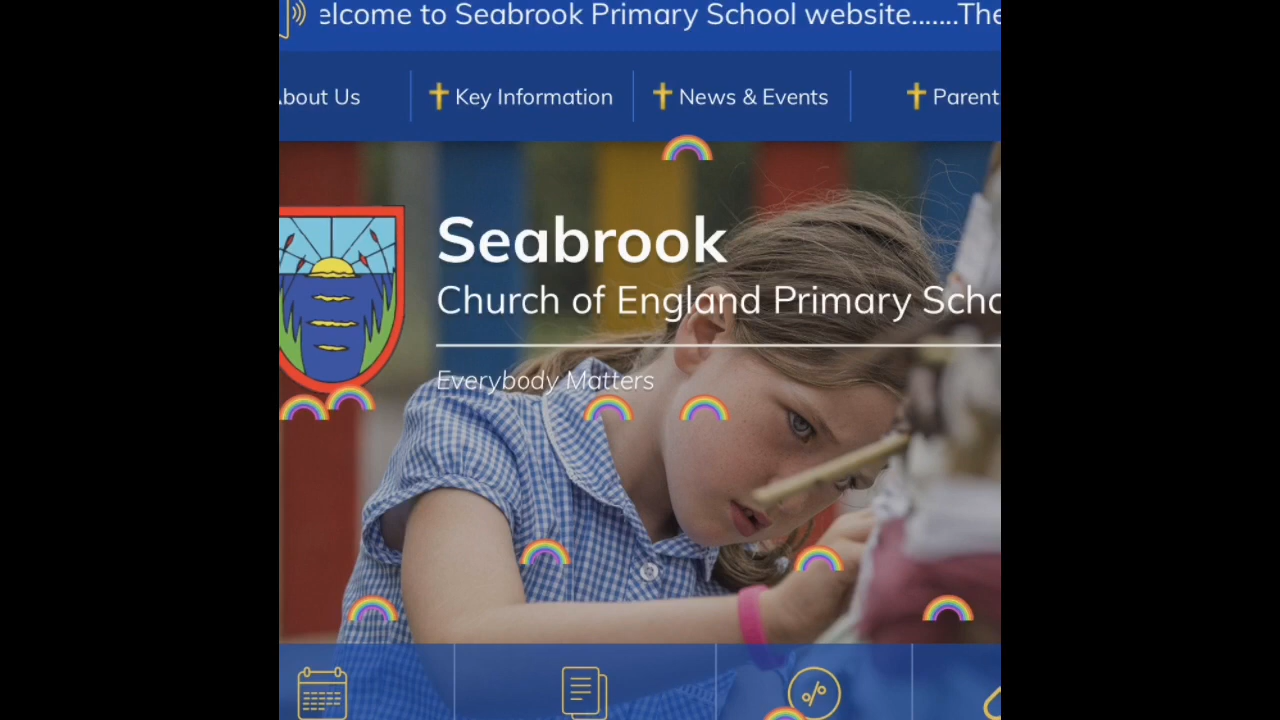 elcome to Seabrook Primary School website.......The
About Us
Key Information
News & Events
Parent
Seabrook
Church of England Primary Scho
Everybody Matters
%